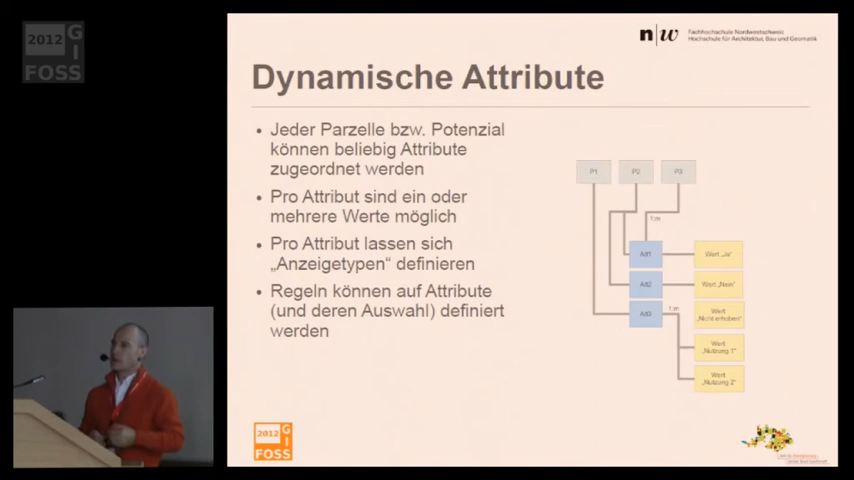 2012 G
I
FOSS S
n|w Fachhochschule Nordwestschweiz
Hochschule für Architektur, Bau und Geomatik
Dynamische Attribute
• Jeder Parzelle bzw. Potenzial
können beliebig Attribute
zugeordnet werden
• Pro Attribut sind ein oder
mehrere Werte möglich
• Pro Attribut lassen sich
„Anzeigetypen“ definieren
• Regeln können auf Attribute
(und deren Auswahl) definiert
werden
P1 P2 P3
1:n
Att1 Wert „Ja“
Att2 Wert „Nein“
Att3 1:n Wert
„Nicht erhoben“
Wert
„Nutzung 1“
Wert
„Nutzung 2“
2012 G
I
FOSS S